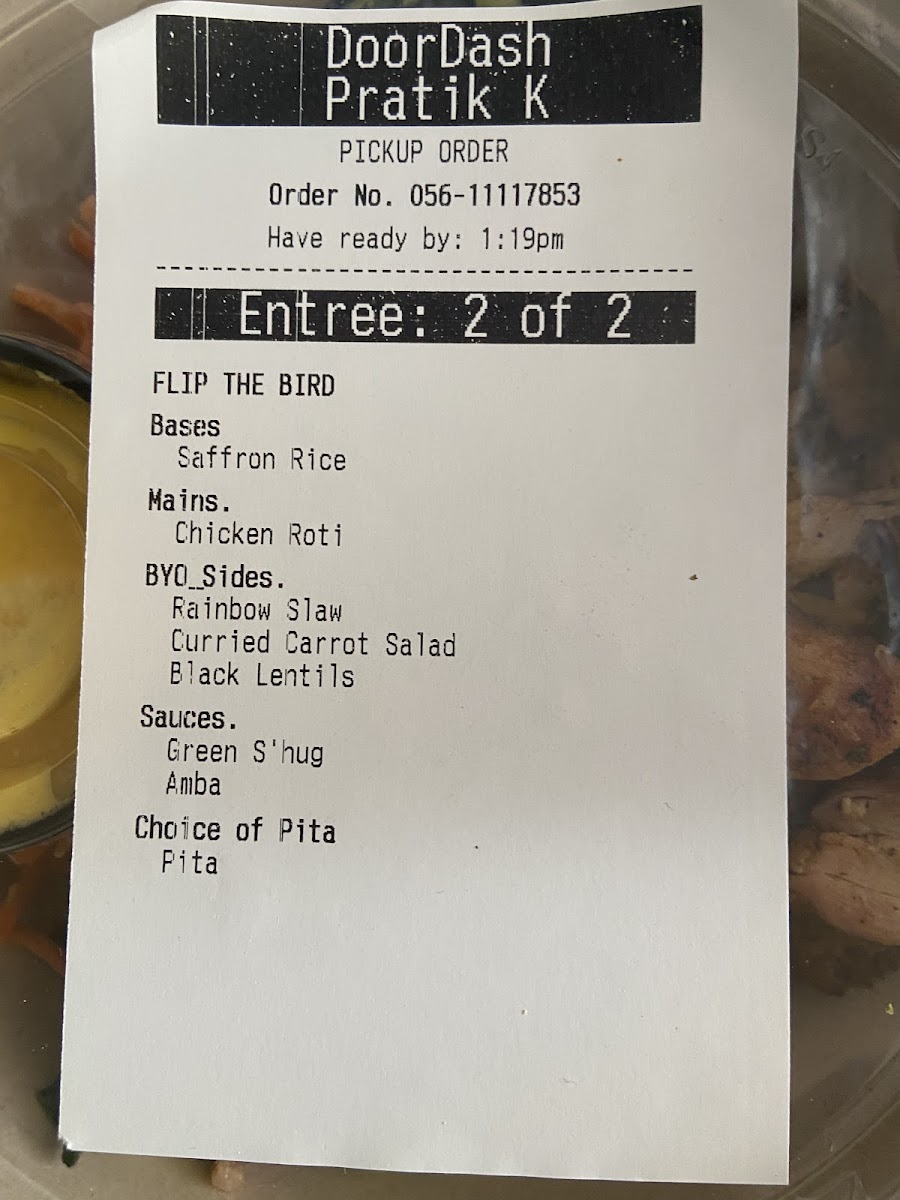 DoorDash
Pratik K
PICKUP ORDER
Order No. 056-11117853
Have ready by: 1:19pm
Entree: 2 of 2
FLIP THE BIRD
Bases
Saffron Rice
Mains.
Chicken Roti
BYO_Sides.
Rainbow Slaw
Curried Carrot Salad
Black Lentils
Sauces.
Green S'hug
Amba
Choice of Pita
Pita